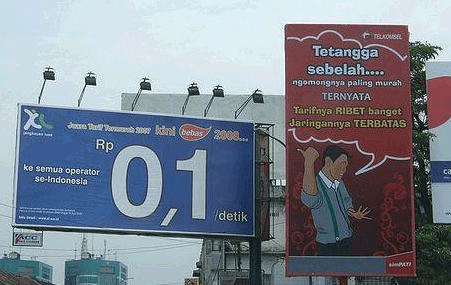 XL
jangkauan luas
Juara Tarif Termurah 2007 kini bebas 2008
Rp 0,1 /detik
ke semua operator
se-Indonesia
ACC
TELKOMSEL
Tetangga
sebelah....
ngomongnya paling murah
TERNYATA
Tarifnya RIBET banget
Jaringannya TERBATAS
simPATI